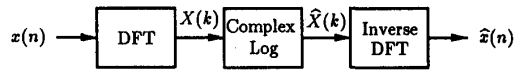 x(n)
DFT
X(k)
Complex
Log
X̂(k)
Inverse
DFT
x̂(n)